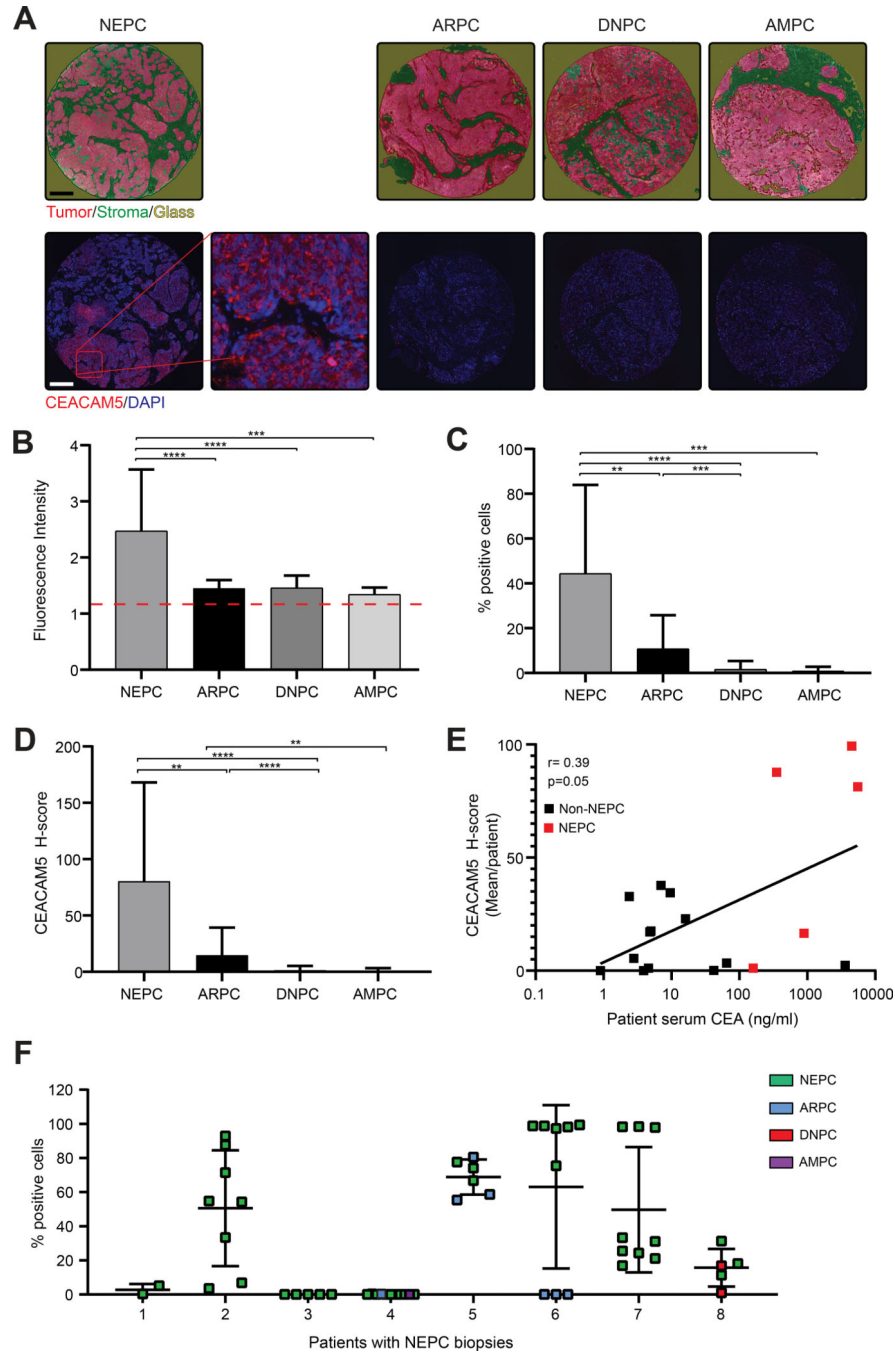 A
NEPC ARPC DNPC AMPC
Tumor/Stroma/Glass
CEACAM5/DAPI
B
Fluorescence Intensity
4
3
2
1
0
***
****
****
NEPC ARPC DNPC AMPC
C
% positive cells
100
80
60
40
20
0
***
****
** ***
NEPC ARPC DNPC AMPC
D
CEACAM5 H-score
200
150
100
50
0
**
****
** ****
NEPC ARPC DNPC AMPC
E
CEACAM5 H-score
(Mean/patient)
100
50
0
r= 0.39
p=0.05
Non-NEPC
NEPC
0.1 1 10 100 1000 10000
Patient serum CEA (ng/ml)
F
% positive cells
120
100
80
60
40
20
0
1 2 3 4 5 6 7 8
Patients with NEPC biopsies
NEPC
ARPC
DNPC
AMPC